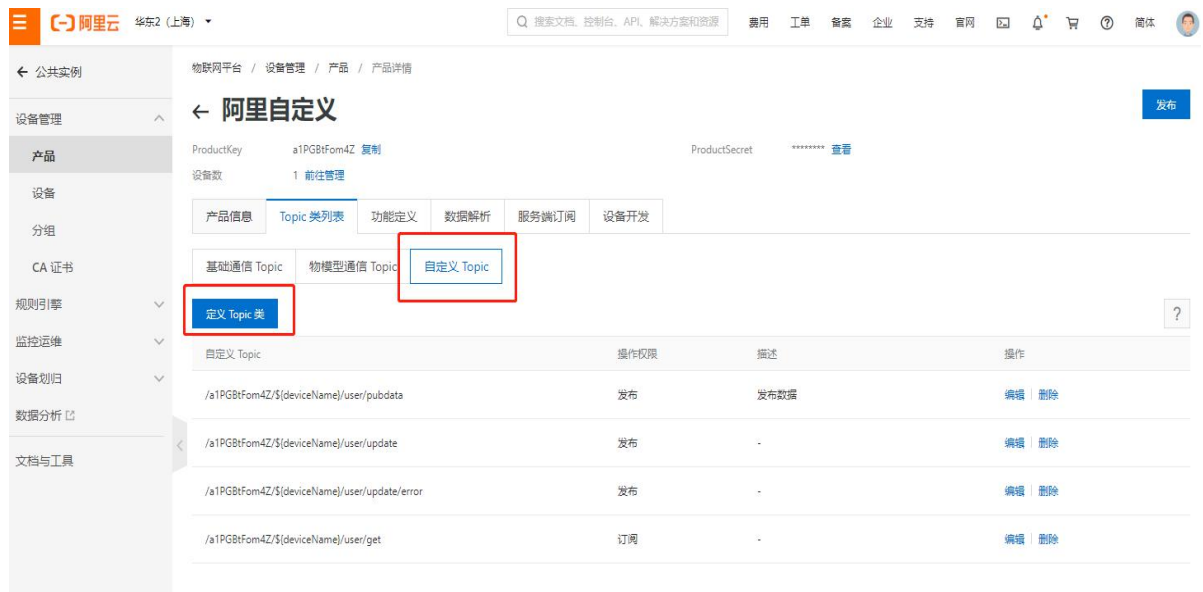 阿里云 华东2（上海） 搜索文档、控制台、API、解决方案和资源 费用 工单 备案 企业 支持 官网 简体
公共实例
物联网平台 / 设备管理 / 产品 / 产品详情
阿里自定义
发布
设备管理
产品
设备
分组
CA 证书
规则引擎
监控运维
设备划归
数据分析
文档与工具
ProductKey a1PGBtFom4Z 复制 ProductSecret ******** 查看
设备数 1 前往管理
产品信息 Topic 类列表 功能定义 数据解析 服务端订阅 设备开发
基础通信 Topic 物模型通信 Topic 自定义 Topic
定义 Topic 类 ?
自定义 Topic 操作权限 描述 操作
/a1PGBtFom4Z/${deviceName}/user/pubdata 发布 发布数据 编辑 删除
/a1PGBtFom4Z/${deviceName}/user/update 发布 - 编辑 删除
/a1PGBtFom4Z/${deviceName}/user/update/error 发布 - 编辑 删除
/a1PGBtFom4Z/${deviceName}/user/get 订阅 - 编辑 删除